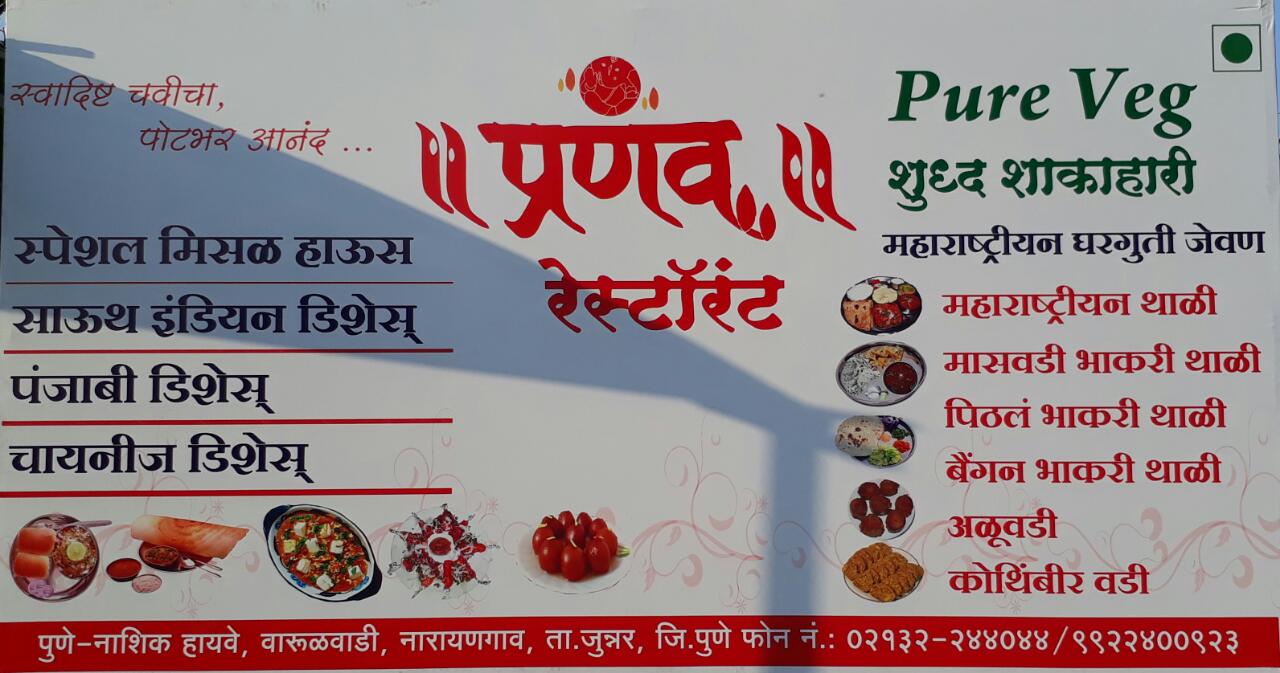 स्वादिष्ट चवीचा,
पोटभर आनंद ...
॥ प्रणव ॥
रेस्टॉरंट
Pure Veg
शुध्द शाकाहारी
स्पेशल मिसळ हाऊस
साऊथ इंडियन डिशेस्
पंजाबी डिशेस्
चायनीज डिशेस्
महाराष्ट्रीयन घरगुती जेवण
महाराष्ट्रीयन थाळी
मासवडी भाकरी थाळी
पिठलं भाकरी थाळी
बैंगन भाकरी थाळी
अळूवडी
कोथिंबीर वडी
पुणे-नाशिक हायवे, वारूळवाडी, नारायणगाव, ता.जुन्नर, जि.पुणे फोन नं.: ०२१३२-२४४०४४/९९२२४००९२३